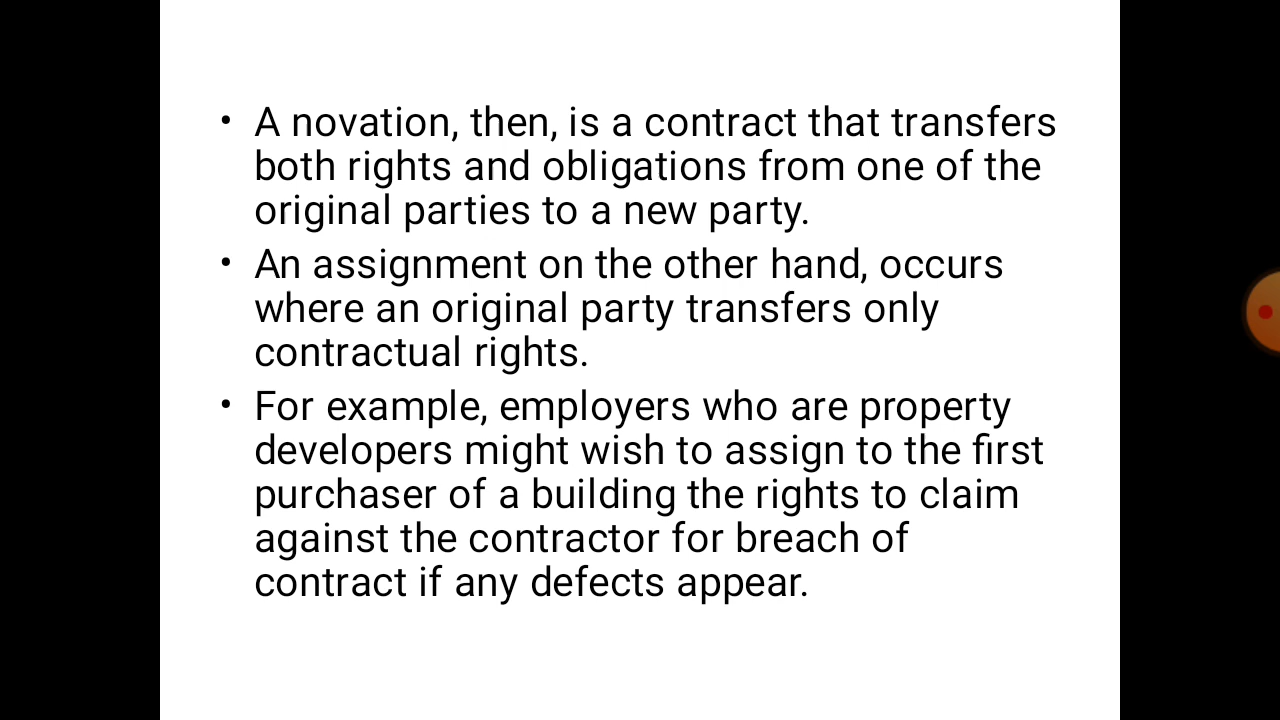 • A novation, then, is a contract that transfers
both rights and obligations from one of the
original parties to a new party.
• An assignment on the other hand, occurs
where an original party transfers only
contractual rights.
• For example, employers who are property
developers might wish to assign to the first
purchaser of a building the rights to claim
against the contractor for breach of
contract if any defects appear.